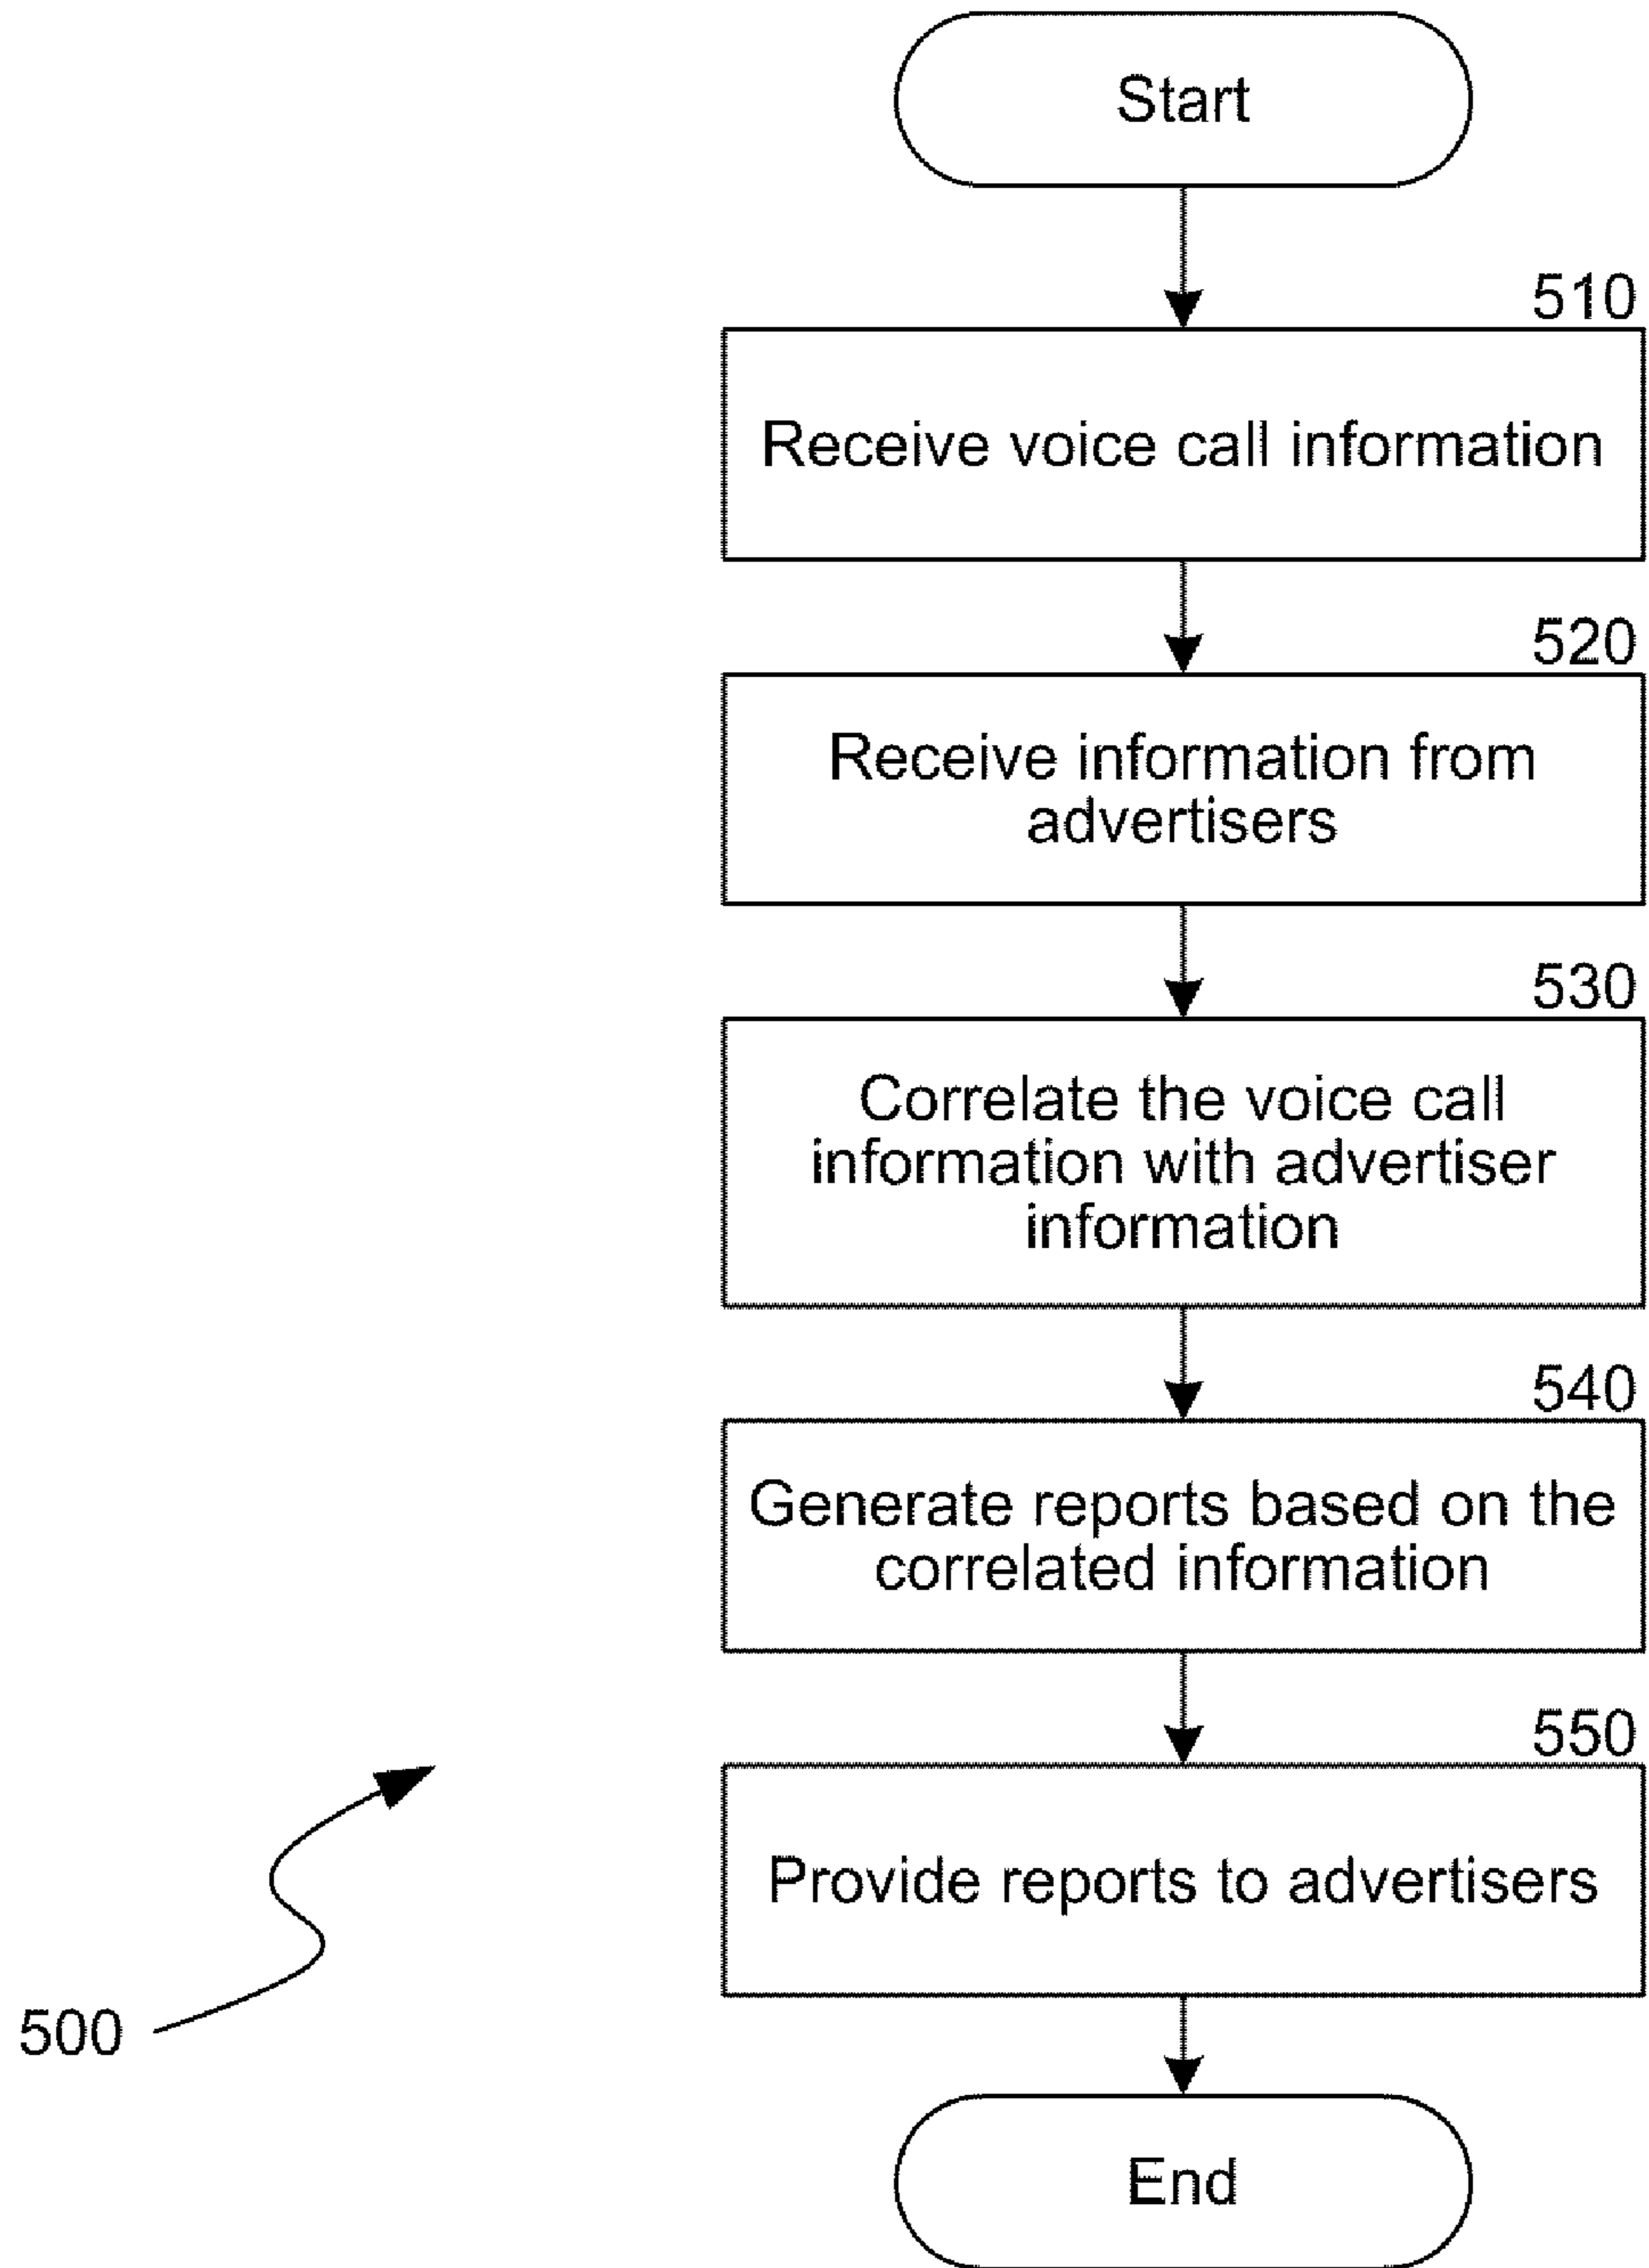 Start
510
Receive voice call information
520
Receive information from
advertisers
530
Correlate the voice call
information with advertiser
information
540
Generate reports based on the
correlated information
550
Provide reports to advertisers
500
End